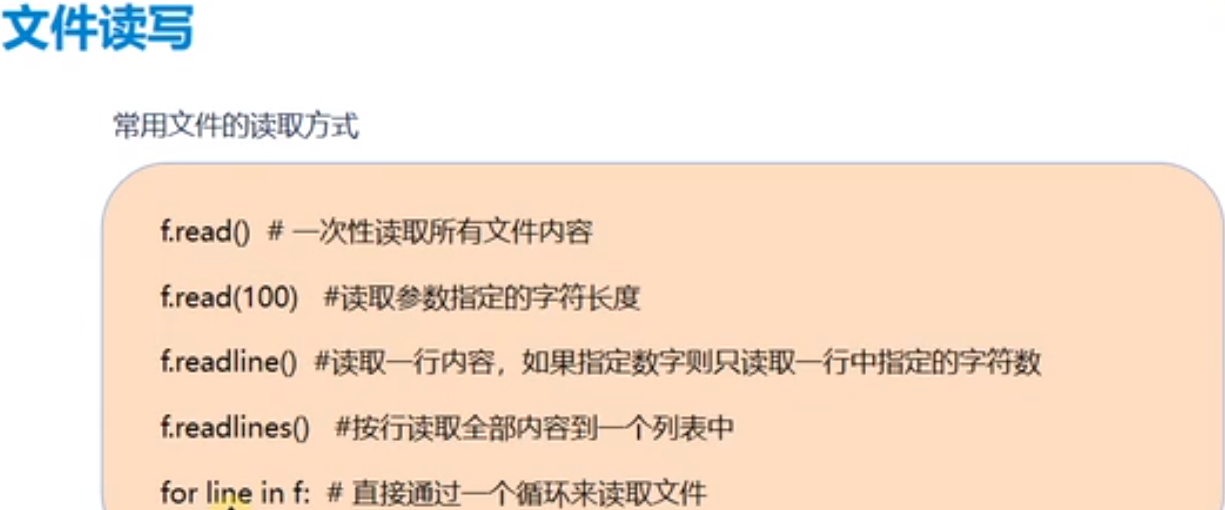 文件读写
常用文件的读取方式
f.read()  # 一次性读取所有文件内容
f.read(100)   #读取参数指定的字符长度
f.readline()  #读取一行内容，如果指定数字则只读取一行中指定的字符数
f.readlines()   #按行读取全部内容到一个列表中
for line in f:  # 直接通过一个循环来读取文件